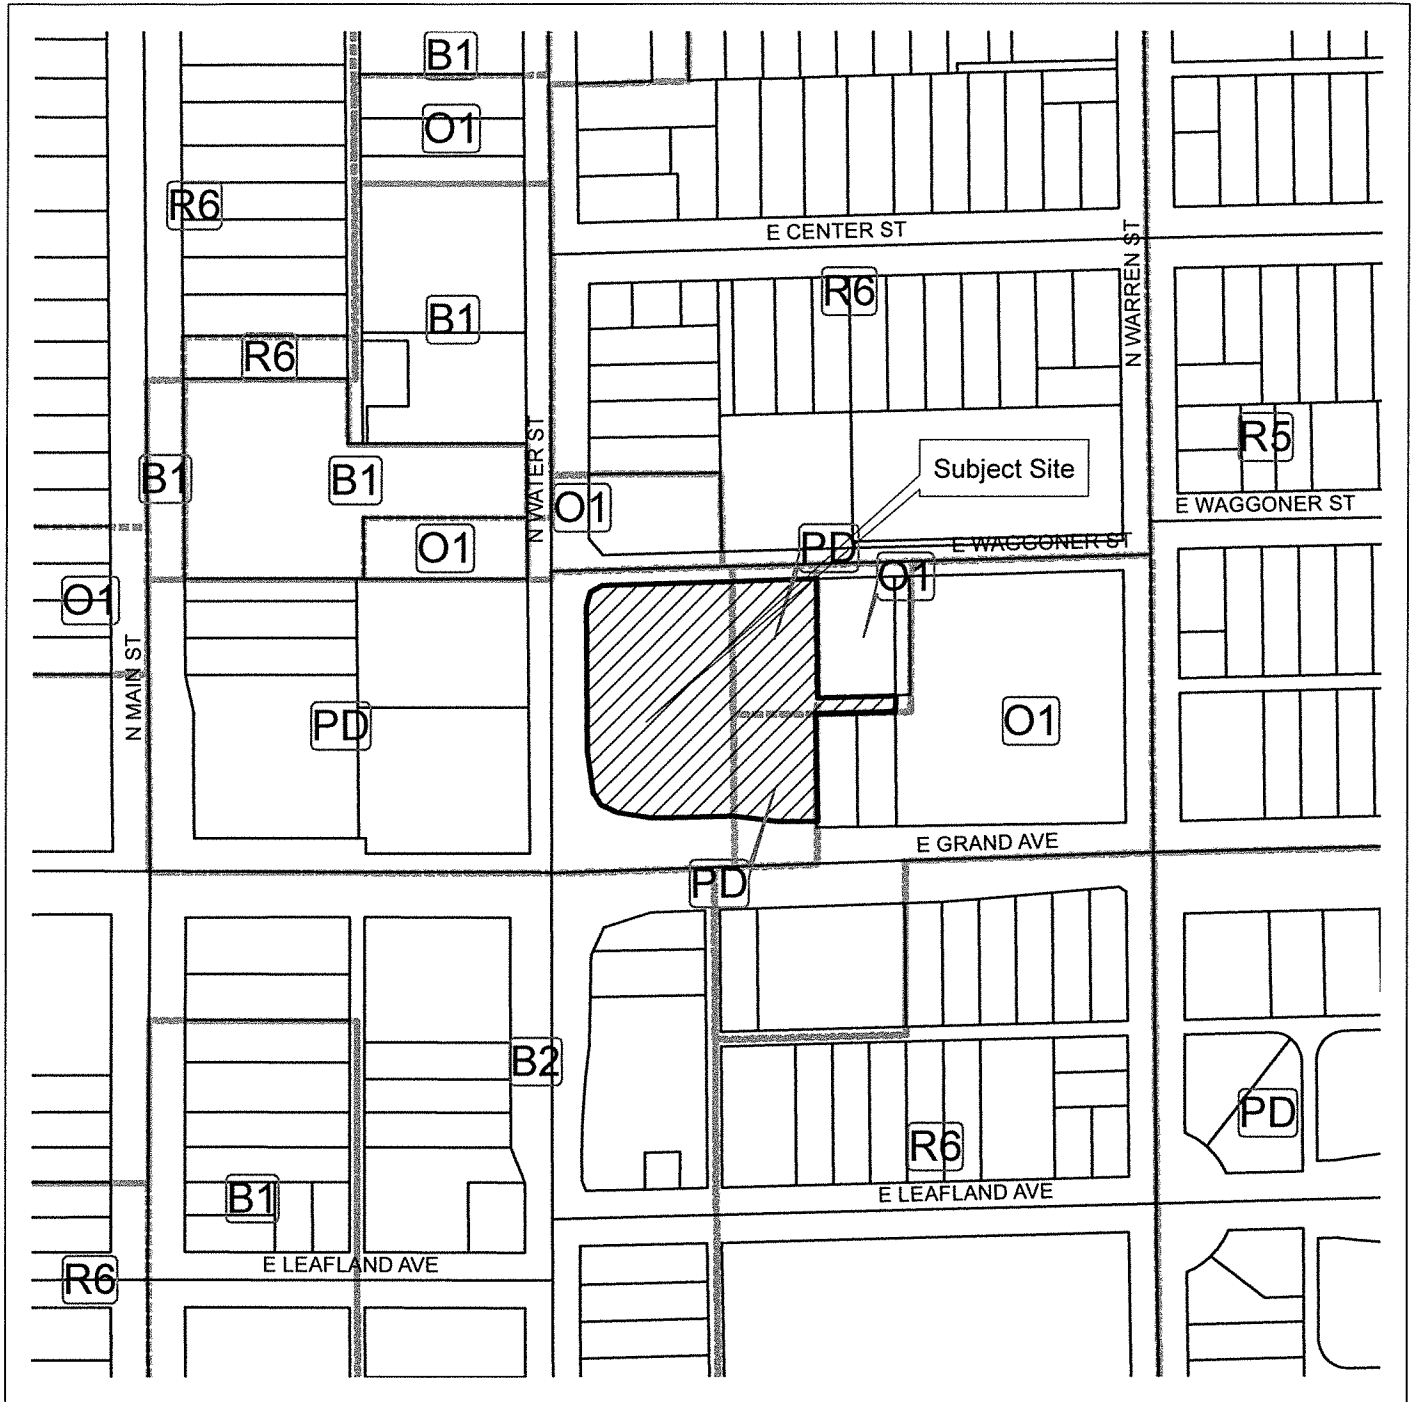 B1
O1
R6
E CENTER ST
N WARREN ST
R6
B1
R6
R5
N WATER ST
Subject Site
B1
B1
O1
E WAGGONER ST
O1
PD
E WAGGONER ST
O1
O1
N MAIN ST
PD
O1
E GRAND AVE
PD
B2
PD
R6
B1
E LEAFLAND AVE
E LEAFLAND AVE
R6